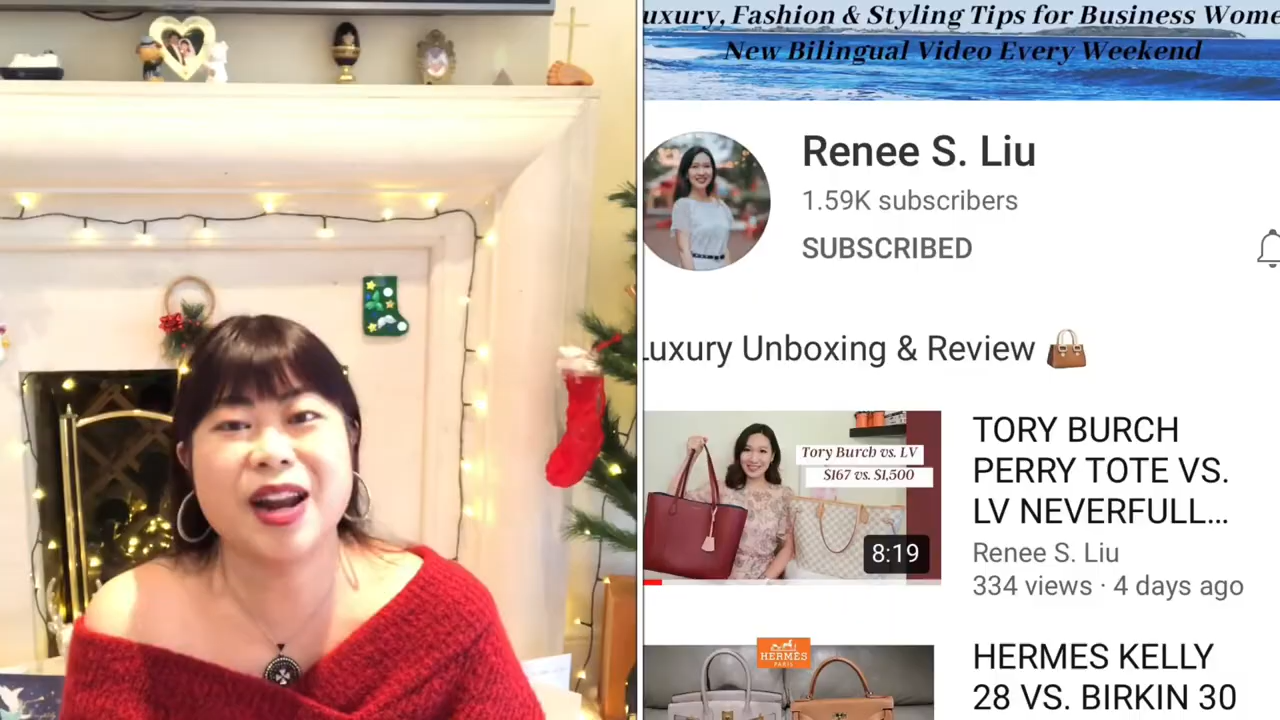 uxury, Fashion & Styling Tips for Business Wome
New Bilingual Video Every Weekend
Renee S. Liu
1.59K subscribers
SUBSCRIBED
Luxury Unboxing & Review
Tory Burch vs. LV
$167 vs. $1,500
8:19
TORY BURCH
PERRY TOTE VS.
LV NEVERFULL...
Renee S. Liu
334 views · 4 days ago
HERMÈS
PARIS
HERMES KELLY
28 VS. BIRKIN 30